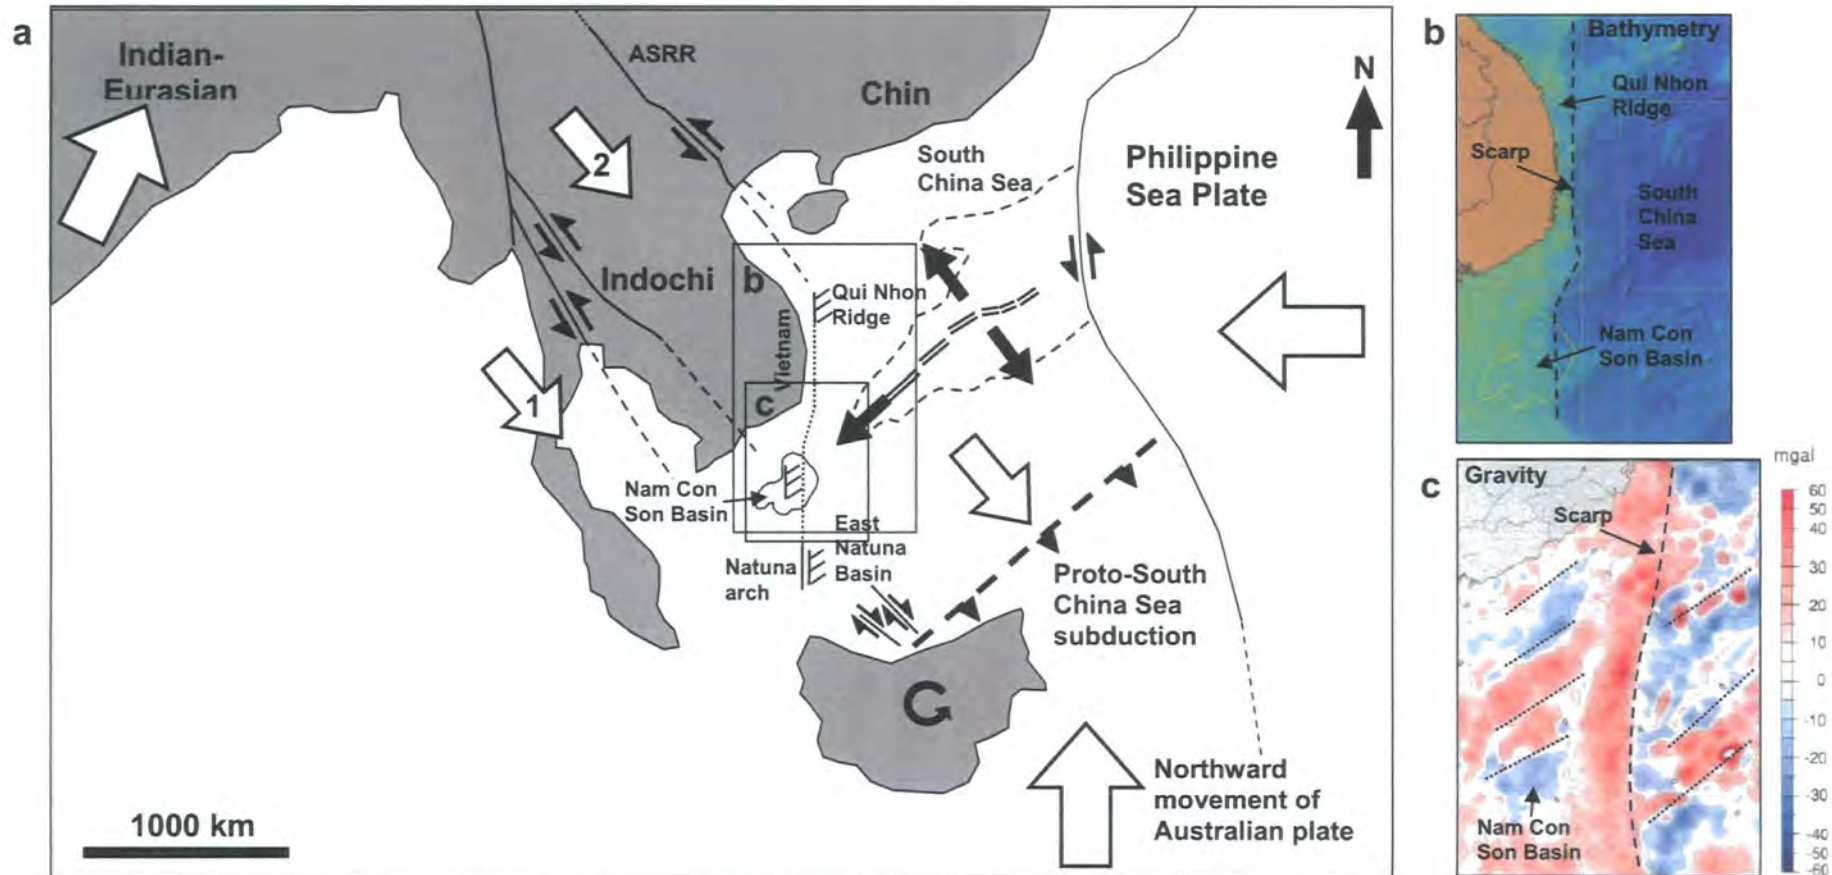 a
Indian-
Eurasian
ASRR
Chin
N
2
South
China Sea
Philippine
Sea Plate
Indochi
b
Qui Nhon
Ridge
Vietnam
c
1
Nam Con
Son Basin
East
Natuna
Basin
Natuna
arch
Proto-South
China Sea
subduction
Northward
movement of
Australian plate
1000 km
b
Bathymetry
Qui Nhon
Ridge
Scarp
South
China
Sea
Nam Con
Son Basin
c
Gravity
Scarp
Nam Con
Son Basin
mgal
60
50
40
30
20
10
0
-10
-20
-30
-40
-50
-60